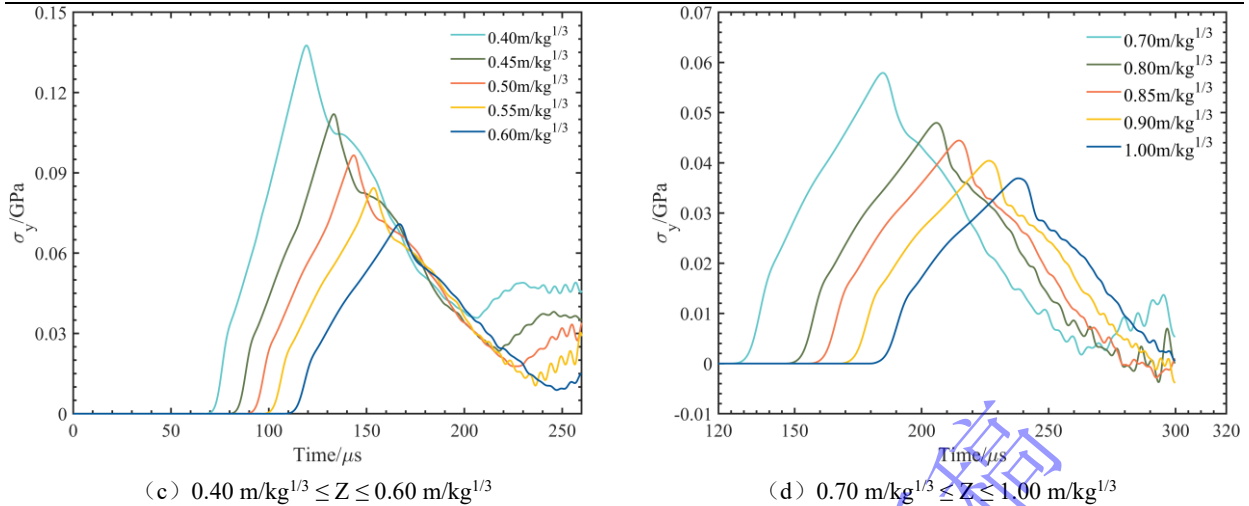 0.15
0.12
0.09
0.06
0.03
0
σy/GPa
0.40m/kg1/3
0.45m/kg1/3
0.50m/kg1/3
0.55m/kg1/3
0.60m/kg1/3
0 50 100 150 200 250
Time/μs
（c）0.40 m/kg1/3 ≤ Z ≤ 0.60 m/kg1/3
0.07
0.06
0.05
0.04
0.03
0.02
0.01
0
-0.01
σy/GPa
0.70m/kg1/3
0.80m/kg1/3
0.85m/kg1/3
0.90m/kg1/3
1.00m/kg1/3
120 150 200 250 300 320
Time/μs
（d）0.70 m/kg1/3 ≤ Z ≤ 1.00 m/kg1/3
稿